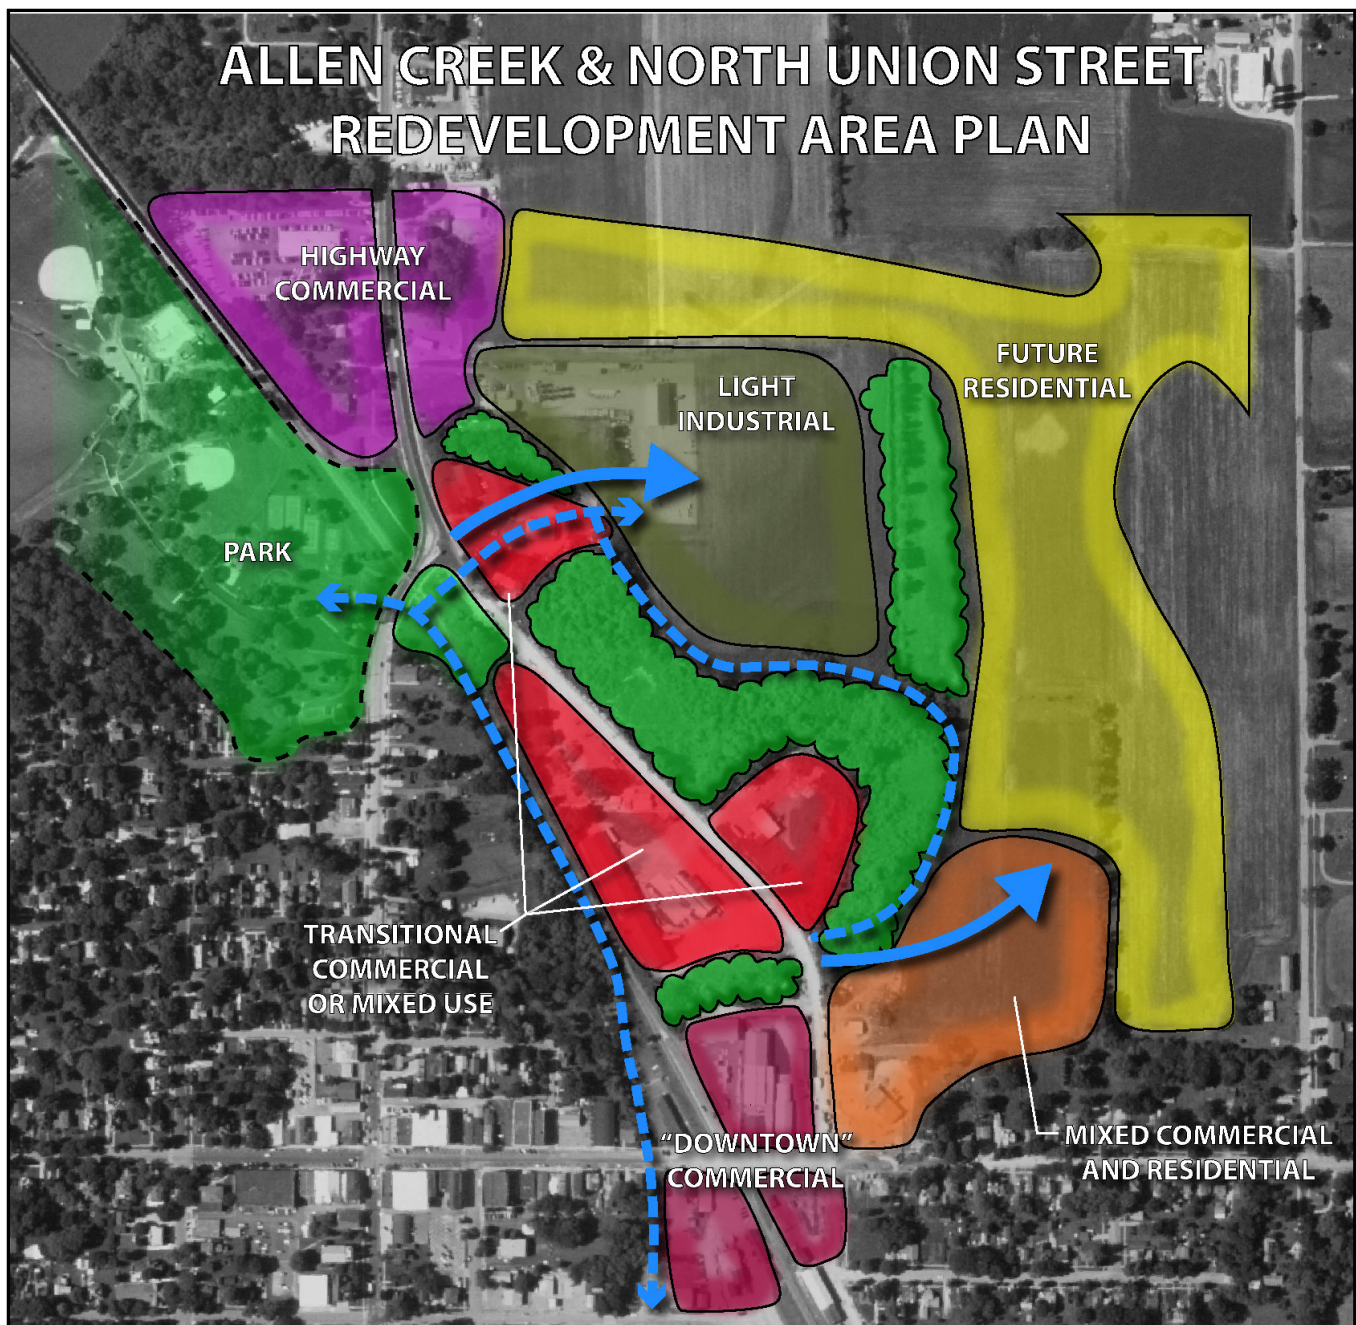 ALLEN CREEK & NORTH UNION STREET
REDEVELOPMENT AREA PLAN
HIGHWAY
COMMERCIAL
FUTURE
RESIDENTIAL
LIGHT
INDUSTRIAL
PARK
TRANSITIONAL
COMMERCIAL
OR MIXED USE
"DOWNTOWN"
COMMERCIAL
MIXED COMMERCIAL
AND RESIDENTIAL